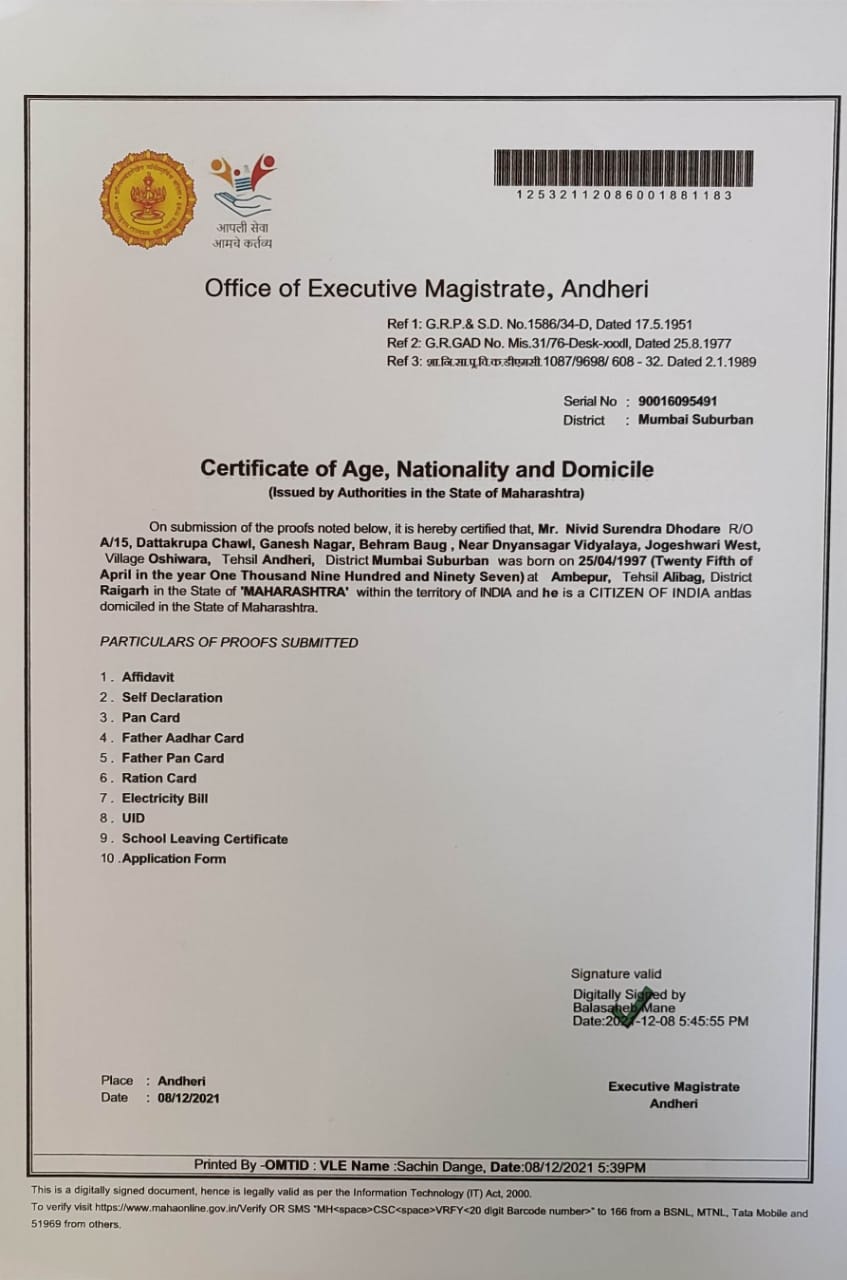 आपली सेवा
आमचे कर्तव्य
12532112086001881183
Office of Executive Magistrate, Andheri
Ref 1: G.R.P.& S.D. No.1586/34-D, Dated 17.5.1951
Ref 2: G.R.GAD No. Mis.31/76-Desk-xxxdl, Dated 25.8.1977
Ref 3: शा.नि.सा.पू.वि.क.डीएमसी.1087/9698/ 608 - 32. Dated 2.1.1989
Serial No : 90016095491
District : Mumbai Suburban
Certificate of Age, Nationality and Domicile
(Issued by Authorities in the State of Maharashtra)
On submission of the proofs noted below, it is hereby certified that, Mr. Nivid Surendra Dhodare R/O
A/15, Dattakrupa Chawl, Ganesh Nagar, Behram Baug , Near Dnyansagar Vidyalaya, Jogeshwari West,
Village Oshiwara, Tehsil Andheri, District Mumbai Suburban was born on 25/04/1997 (Twenty Fifth of
April in the year One Thousand Nine Hundred and Ninety Seven) at Ambepur, Tehsil Alibag, District
Raigarh in the State of 'MAHARASHTRA' within the territory of INDIA and he is a CITIZEN OF INDIA and
domiciled in the State of Maharashtra.
PARTICULARS OF PROOFS SUBMITTED
1 . Affidavit
2 . Self Declaration
3 . Pan Card
4 . Father Aadhar Card
5 . Father Pan Card
6 . Ration Card
7 . Electricity Bill
8 . UID
9 . School Leaving Certificate
10 .Application Form
Signature valid
Digitally Signed by
Balasaheb Mane
Date:2021-12-08 5:45:55 PM
Place : Andheri
Date : 08/12/2021
Executive Magistrate
Andheri
Printed By -OMTID : VLE Name :Sachin Dange, Date:08/12/2021 5:39PM
This is a digitally signed document, hence is legally valid as per the Information Technology (IT) Act, 2000.
To verify visit https://www.mahaonline.gov.in/Verify OR SMS "MH<space>CSC<space>VRFY<20 digit Barcode number>" to 166 from a BSNL, MTNL, Tata Mobile and
51969 from others.